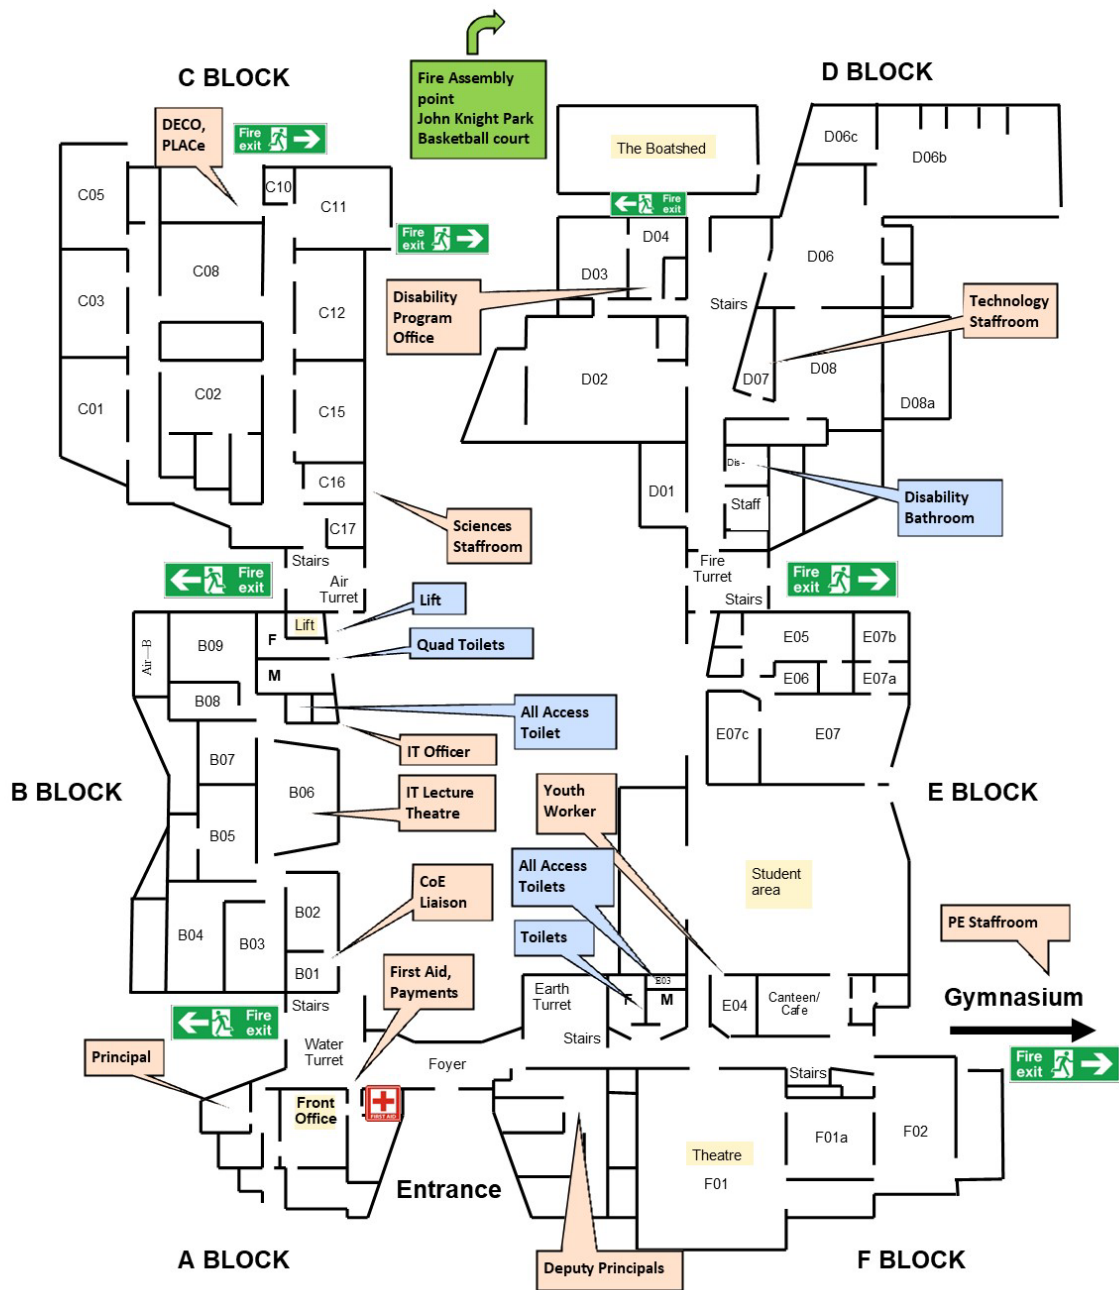 Fire Assembly
point
John Knight Park
Basketball court
C BLOCK
D BLOCK
DECO,
PLACe
Fire
exit
C05
C10
C11
C08
C03
C12
C02
C01
C15
C16
C17
Fire
exit
Sciences
Staffroom
Stairs
Air
Turret
Fire
exit
The Boatshed
Fire
exit
D06c
D06b
D04
D03
D06
Stairs
Disability
Program
Office
Technology
Staffroom
D02
D07
D08
D08a
D01
Dis -
Staff
Disability
Bathroom
Fire
Turret
Stairs
Fire
exit
Lift
Lift
F
Quad Toilets
M
Air—B
B09
B08
All Access
Toilet
IT Officer
B07
B06
IT Lecture
Theatre
B BLOCK
B05
B02
CoE
Liaison
B04
B03
B01
E05
E07b
E06
E07a
E07c
E07
E BLOCK
Youth
Worker
All Access
Toilets
Student
area
Toilets
PE Staffroom
E03
F
M
E04
Canteen/
Cafe
Gymnasium
Fire
exit
Stairs
Fire
exit
First Aid,
Payments
Water
Turret
Earth
Turret
Stairs
Foyer
Principal
Front
Office
FIRST AID
Entrance
Stairs
F01a
F02
Theatre
F01
Deputy Principals
A BLOCK
F BLOCK